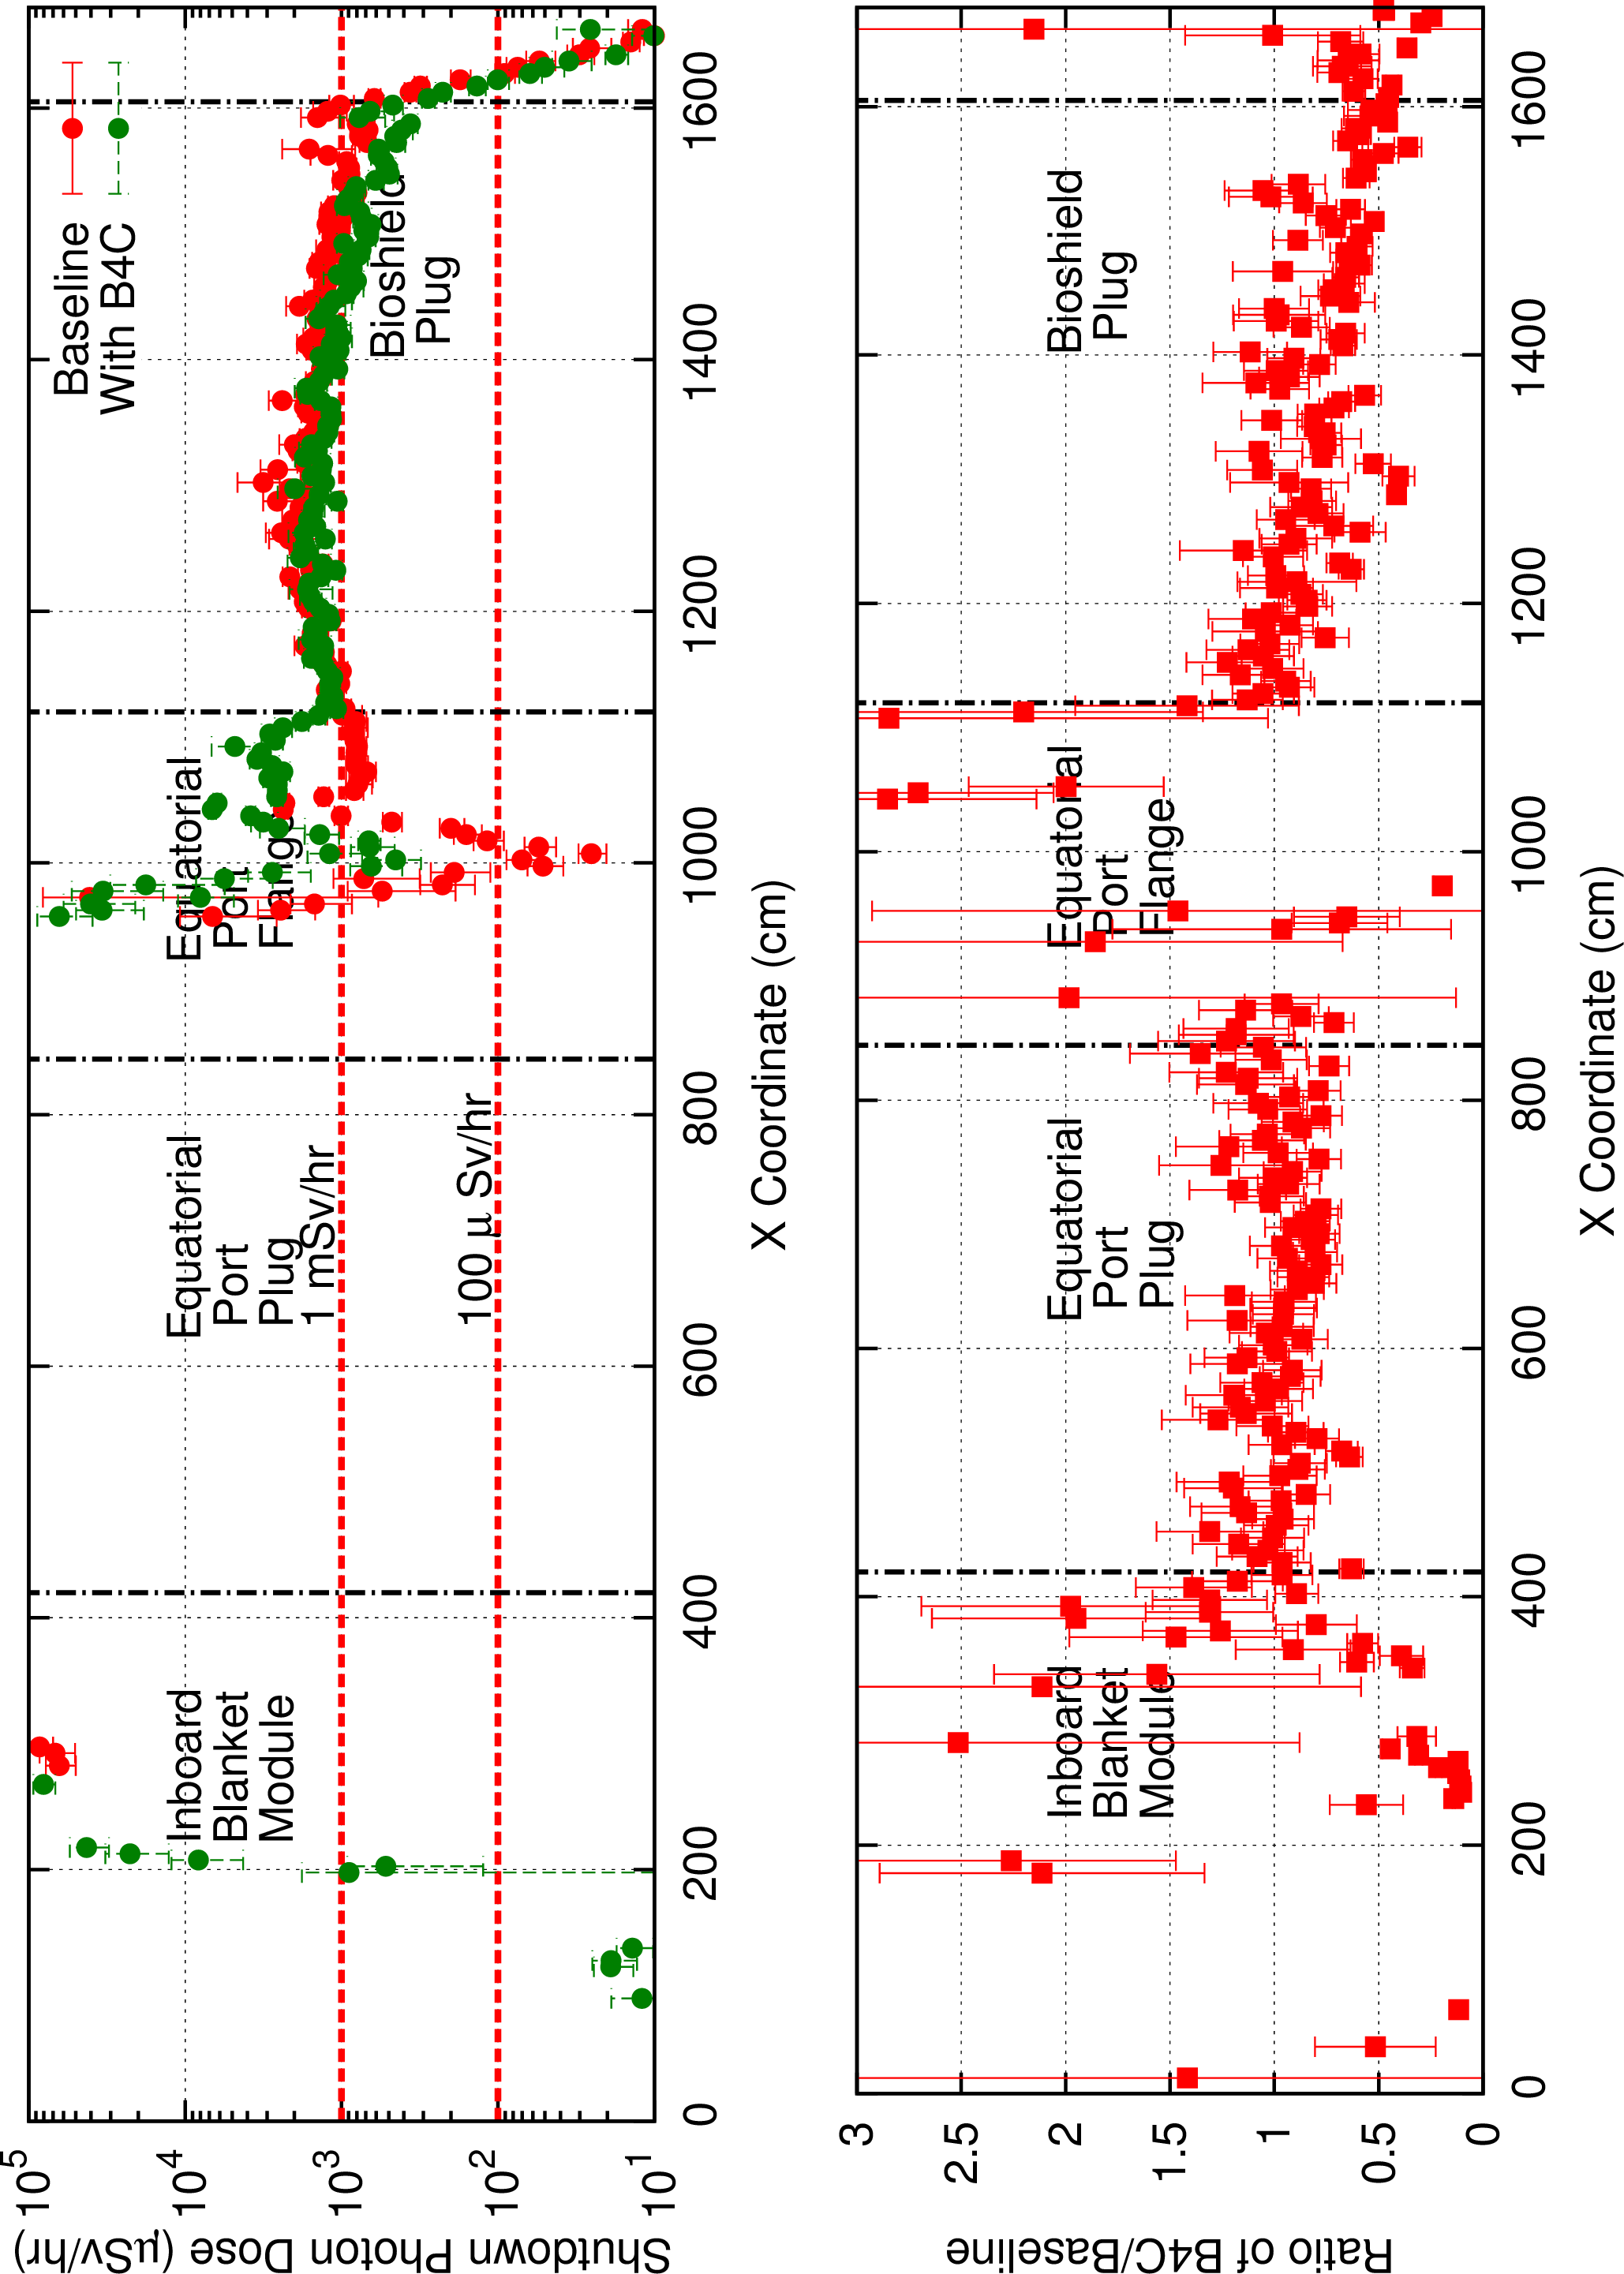 Shutdown Photon Dose (μSv/hr)
10^5
10^4
10^3
10^2
10^1
Baseline
With B4C
Inboard
Blanket
Module
Equatorial
Port
Plug
Equatorial
Port
Flange
Bioshield
Plug
1 mSv/hr
100 μ Sv/hr
0
200
400
600
800
1000
1200
1400
1600
X Coordinate (cm)
Ratio of B4C/Baseline
3
2.5
2
1.5
1
0.5
0
Inboard
Blanket
Module
Equatorial
Port
Plug
Equatorial
Port
Flange
Bioshield
Plug
0
200
400
600
800
1000
1200
1400
1600
X Coordinate (cm)